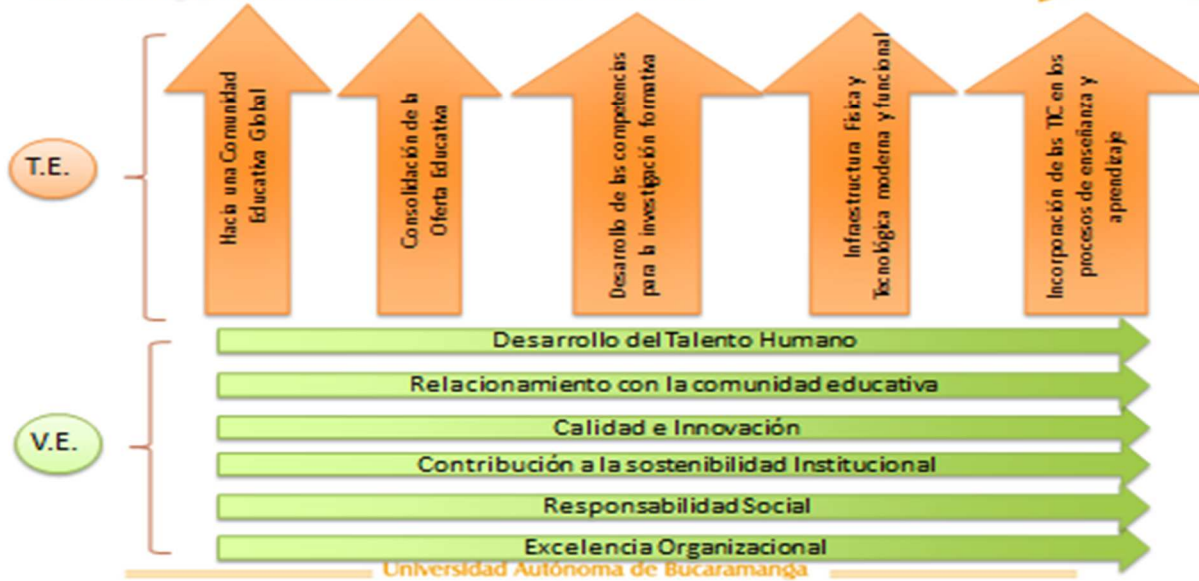 T.E.
Hacia una Comunidad
Educativa Global
Consolidación de la
Oferta Educativa
Desarrollo de las competencias
para la investigación formativa
Infraestructura Física y
Tecnológica moderna y funcional
Incorporación de las TIC en los
procesos de enseñanza y
aprendizaje
V.E.
Desarrollo del Talento Humano
Relacionamiento con la comunidad educativa
Calidad e Innovación
Contribución a la sostenibilidad Institucional
Responsabilidad Social
Excelencia Organizacional
Universidad Autónoma de Bucaramanga